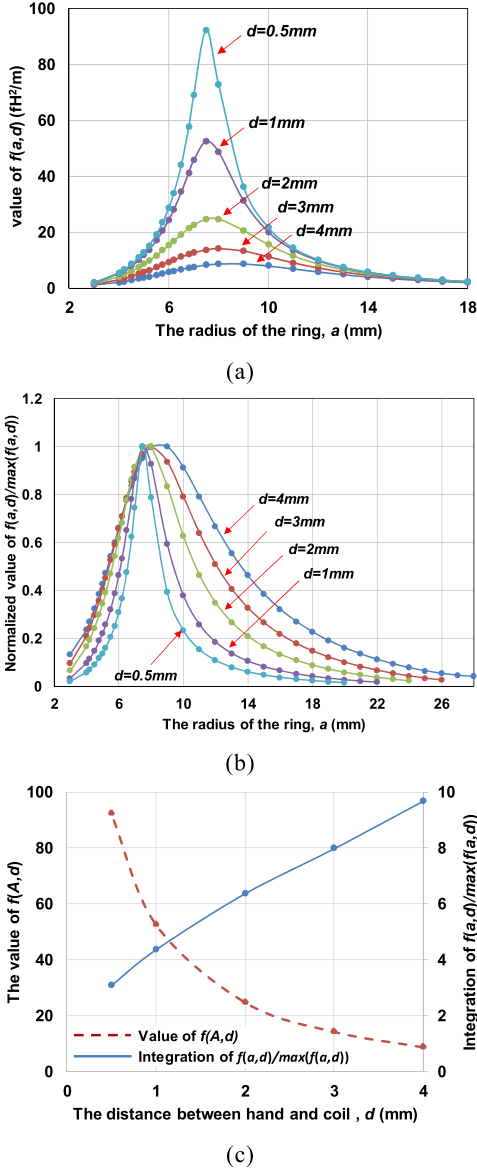 value of f(a,d) (fH²/m)
100
80
60
40
20
0
d=0.5mm
d=1mm
d=2mm
d=3mm
d=4mm
2 6 10 14 18
The radius of the ring, a (mm)
(a)
Normalized value of f(a,d)/max(f(a,d))
1.2
1
0.8
0.6
0.4
0.2
0
d=4mm
d=3mm
d=2mm
d=1mm
d=0.5mm
2 6 10 14 18 22 26
The radius of the ring, a (mm)
(b)
The value of f(A,d)
100
80
60
40
20
0
Integration of f(a,d)/max(f(a,d))
10
8
6
4
2
0
Value of f(A,d)
Integration of f(a,d)/max(f(a,d))
0 1 2 3 4
The distance between hand and coil , d (mm)
(c)